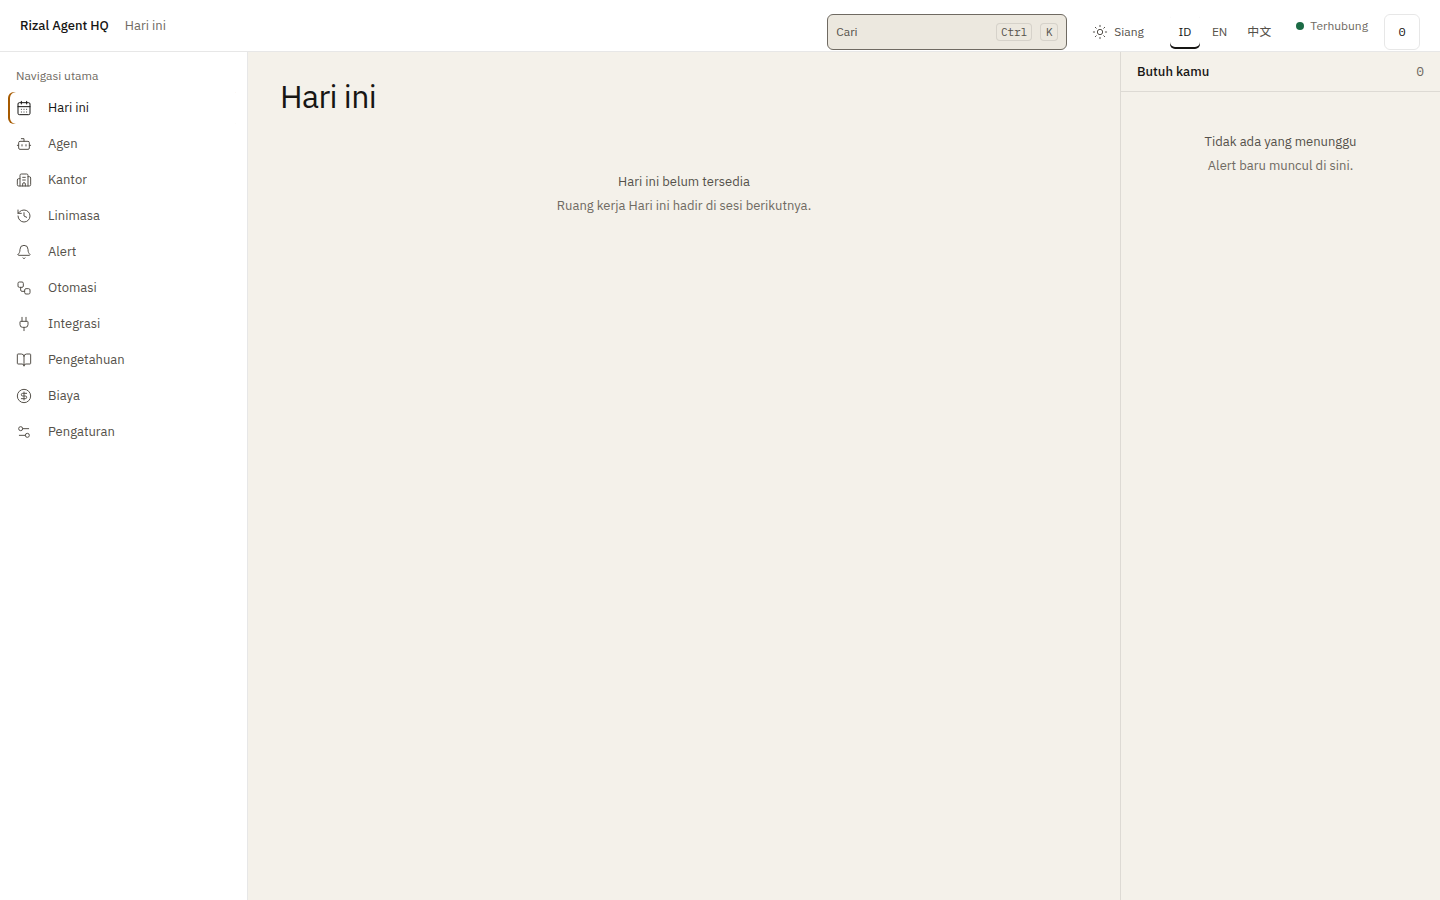 Rizal Agent HQ Hari ini
Cari Ctrl K
Siang
ID EN 中文
Terhubung
0
Navigasi utama
Hari ini
Agen
Kantor
Linimasa
Alert
Otomasi
Integrasi
Pengetahuan
Biaya
Pengaturan
Hari ini
Hari ini belum tersedia
Ruang kerja Hari ini hadir di sesi berikutnya.
Butuh kamu 0
Tidak ada yang menunggu
Alert baru muncul di sini.